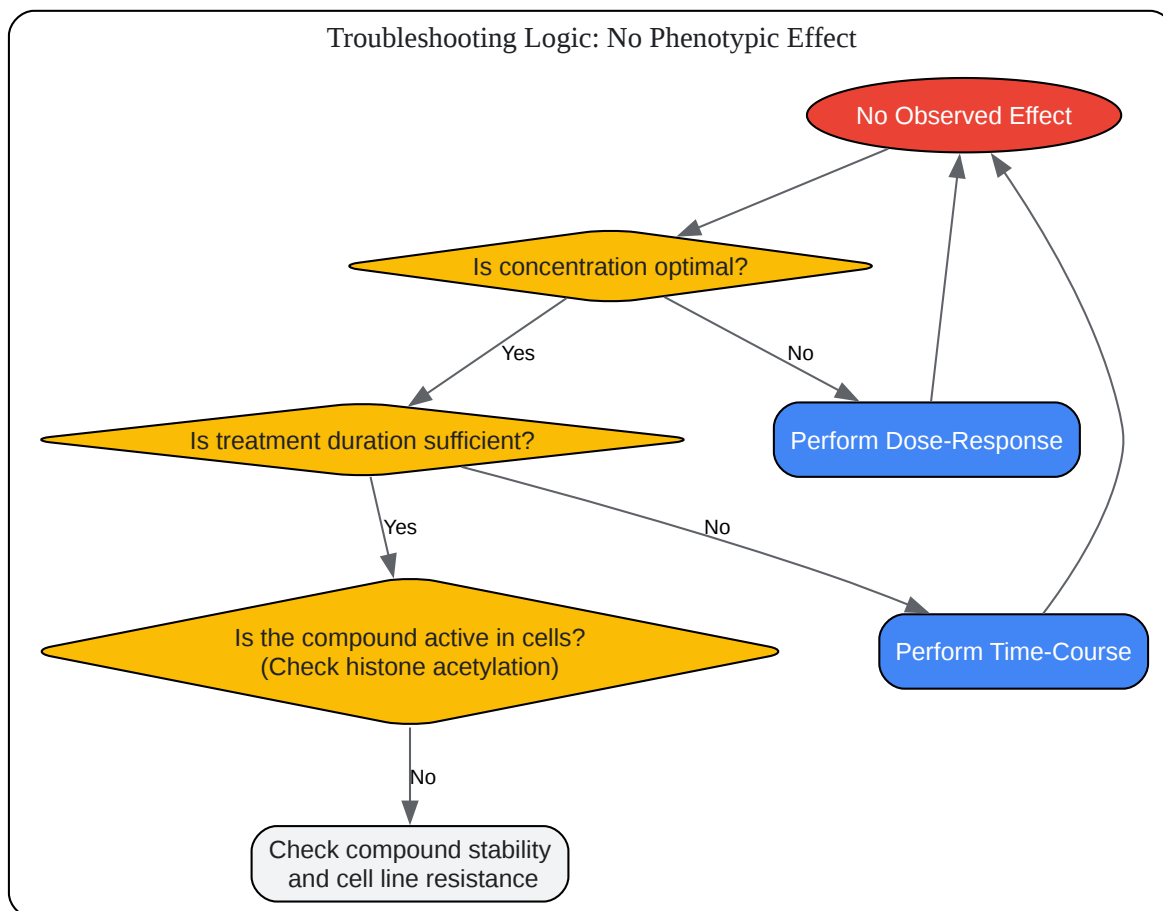 Troubleshooting Logic: No Phenotypic Effect
No Observed Effect
Is concentration optimal?
Yes
No
Is treatment duration sufficient?
Perform Dose-Response
Yes
No
Is the compound active in cells?
(Check histone acetylation)
Perform Time-Course
No
Check compound stability
and cell line resistance